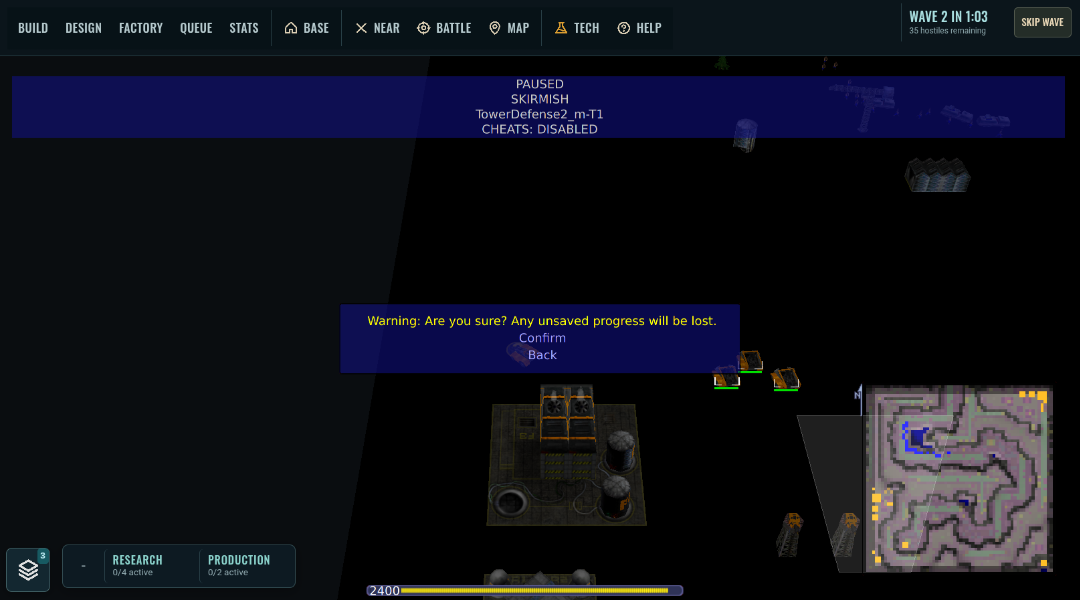 BUILD DESIGN FACTORY QUEUE STATS BASE NEAR BATTLE MAP TECH HELP
WAVE 2 IN 1:03
35 hostiles remaining
SKIP WAVE
PAUSED
SKIRMISH
TowerDefense2_m-T1
CHEATS: DISABLED
Warning: Are you sure? Any unsaved progress will be lost.
Confirm
Back
N
3
-
RESEARCH
0/4 active
PRODUCTION
0/2 active
2400